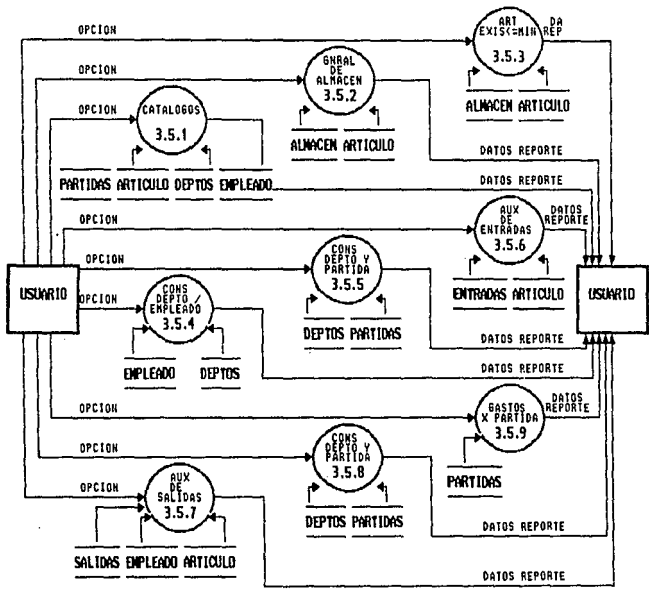 OPCION
ART
EXIS<=MIN
3.5.3
DA
REP
ALMACEN ARTICULO
OPCION
GNRAL
DE
ALMACEN
3.5.2
ALMACEN ARTICULO
DATOS REPORTE
OPCION
CATALOGOS
3.5.1
PARTIDAS ARTICULO DEPTOS EMPLEADO
DATOS REPORTE
OPCION
AUX
DE
ENTRADAS
3.5.6
DATOS
REPORTE
ENTRADAS ARTICULO
USUARIO
USUARIO
OPCION
CONS
DEPTO Y
PARTIDA
3.5.5
DEPTOS PARTIDAS
DATOS REPORTE
OPCION
CONS
DEPTO /
EMPLEADO
3.5.4
EMPLEADO DEPTOS
DATOS REPORTE
OPCION
GASTOS
X PARTIDA
3.5.9
DATOS
REPORTE
PARTIDAS
OPCION
CONS
DEPTO Y
PARTIDA
3.5.8
DEPTOS PARTIDAS
DATOS REPORTE
OPCION
AUX
DE
SALIDAS
3.5.7
SALIDAS EMPLEADO ARTICULO
DATOS REPORTE